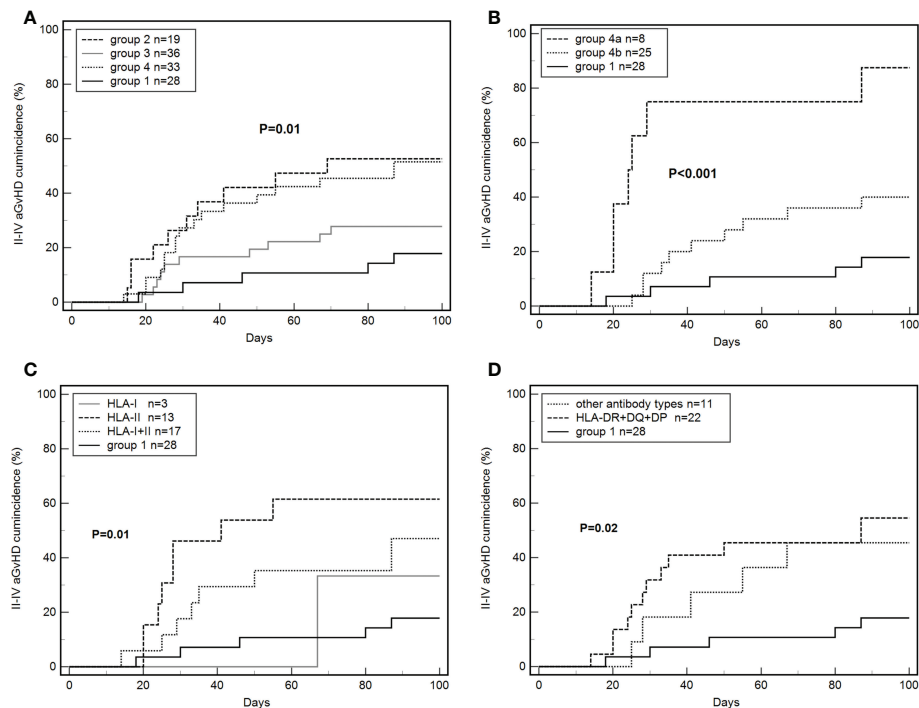 A
100
80
60
40
20
0
II-IV aGvHD cumincidence (%)
group 2 n=19
group 3 n=36
group 4 n=33
group 1 n=28
P=0.01
0 20 40 60 80 100
Days
B
100
80
60
40
20
0
II-IV aGvHD cumincidence (%)
group 4a n=8
group 4b n=25
group 1 n=28
P<0.001
0 20 40 60 80 100
Days
C
100
80
60
40
20
0
II-IV aGvHD cumincidence (%)
HLA-I n=3
HLA-II n=13
HLA-I+II n=17
group 1 n=28
P=0.01
0 20 40 60 80 100
Days
D
100
80
60
40
20
0
II-IV aGvHD cumincidence (%)
other antibody types n=11
HLA-DR+DQ+DP n=22
group 1 n=28
P=0.02
0 20 40 60 80 100
Days